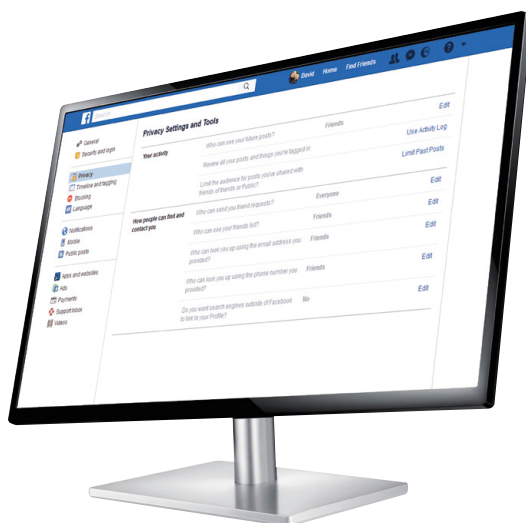 f
Search
David Home Find Friends
General
Security and login
Privacy
Timeline and tagging
Blocking
Language
Notifications
Mobile
Public posts
Apps and websites
Ads
Payments
Support Inbox
Videos
Privacy Settings and Tools
Your activity
Who can see your future posts? Friends Edit
Review all your posts and things you're tagged in Use Activity Log
Limit the audience for posts you've shared with
friends of friends or Public? Limit Past Posts
How people can find and
contact you
Who can send you friend requests? Everyone Edit
Who can see your friends list? Friends Edit
Who can look you up using the email address you
provided? Friends Edit
Who can look you up using the phone number you
provided? Friends Edit
Do you want search engines outside of Facebook
to link to your Profile? No Edit